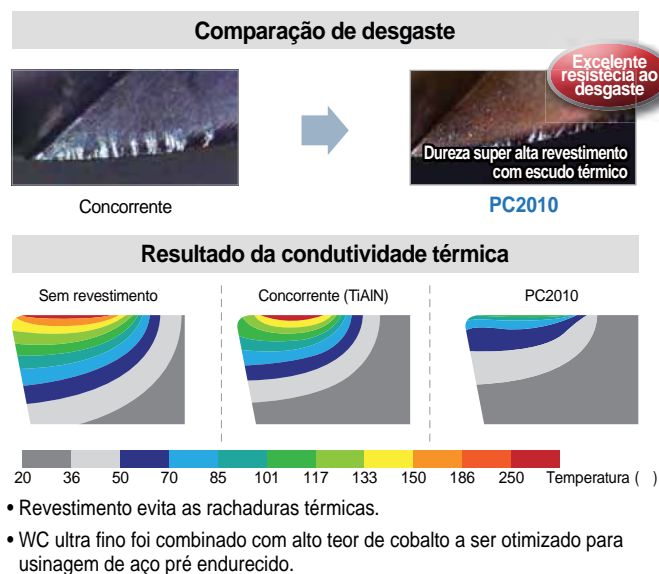 Comparação de desgaste
Excelente
resistêcia ao
desgaste
Dureza super alta revestimento
com escudo térmico
Concorrente
PC2010
Resultado da condutividade térmica
Sem revestimento
Concorrente (TiAlN)
PC2010
20 36 50 70 85 101 117 133 150 186 250 Temperatura ( )
• Revestimento evita as rachaduras térmicas.
• WC ultra fino foi combinado com alto teor de cobalto a ser otimizado para
usinagem de aço pré endurecido.